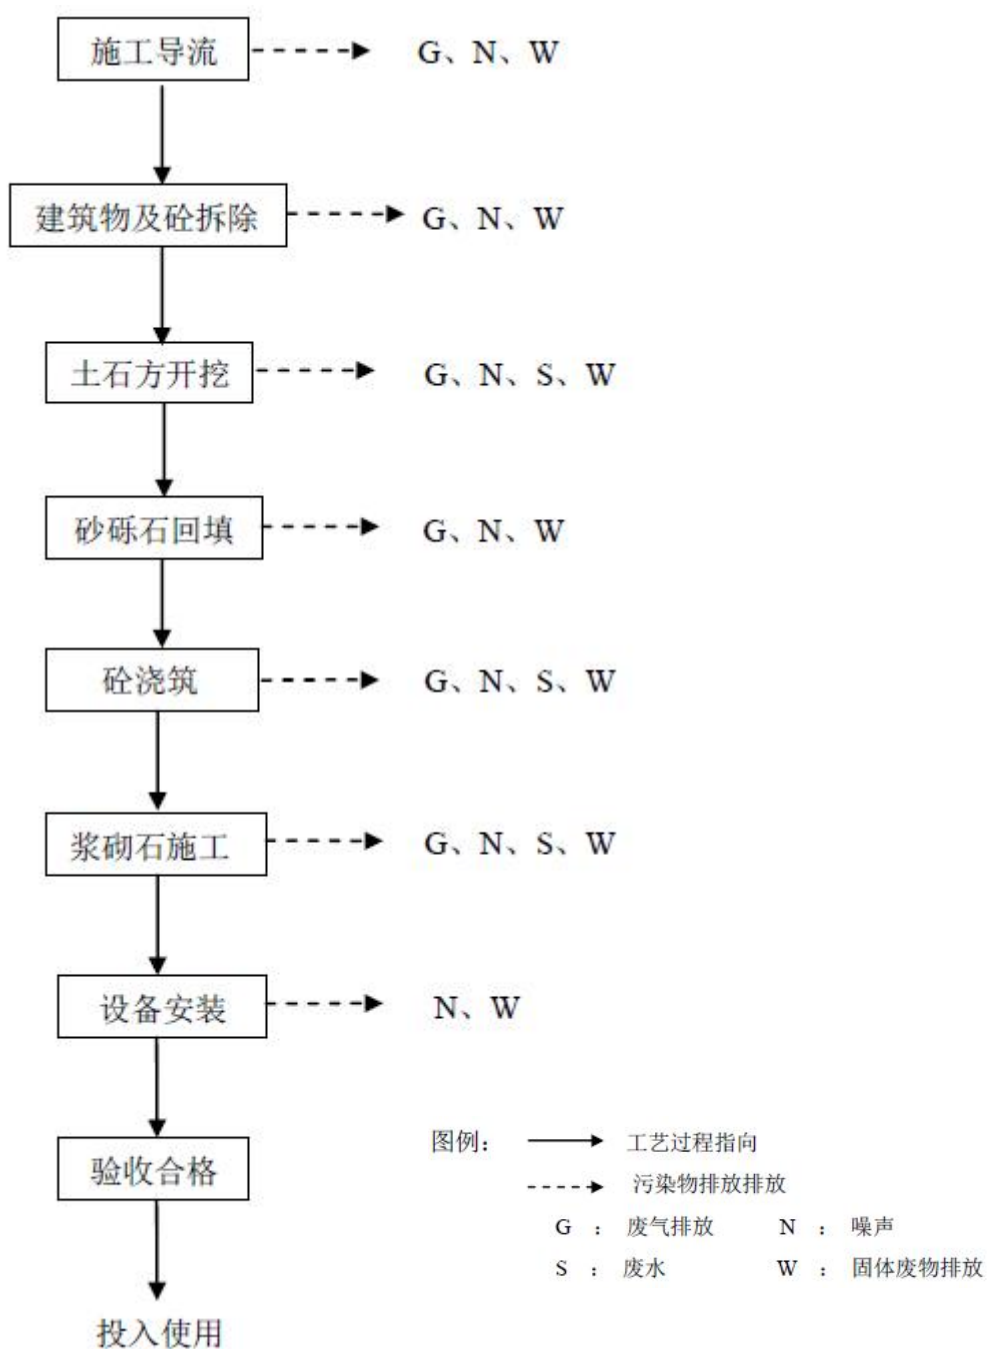 施工导流 G、N、W
建筑物及砼拆除 G、N、W
土石方开挖 G、N、S、W
砂砾石回填 G、N、W
砼浇筑 G、N、S、W
浆砌石施工 G、N、S、W
设备安装 N、W
验收合格
投入使用
图例： 工艺过程指向
污染物排放排放
G ： 废气排放 N ： 噪声
S ： 废水 W ： 固体废物排放